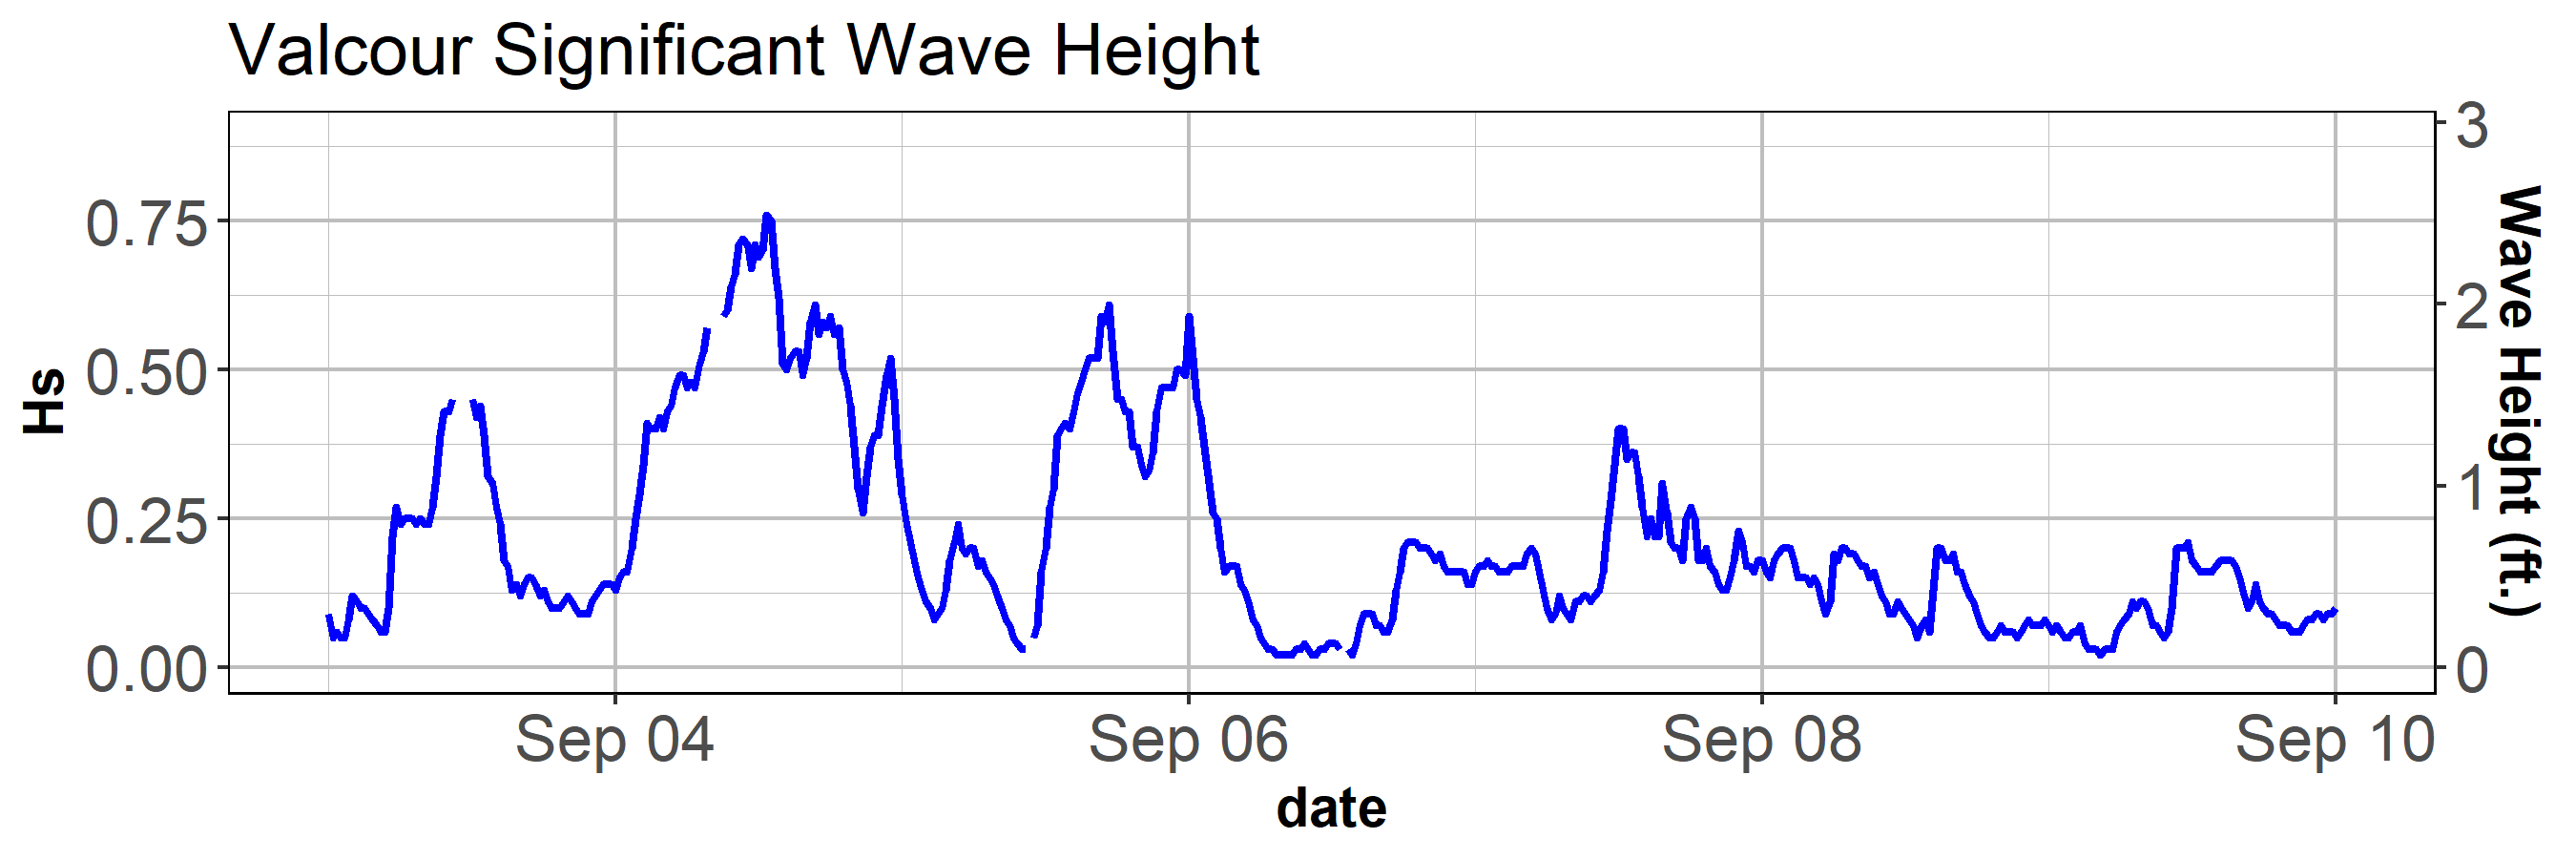 Valcour Significant Wave Height
Hs
0.75
0.50
0.25
0.00
3
2
1
0
Wave Height (ft.)
Sep 04 Sep 06 Sep 08 Sep 10
date